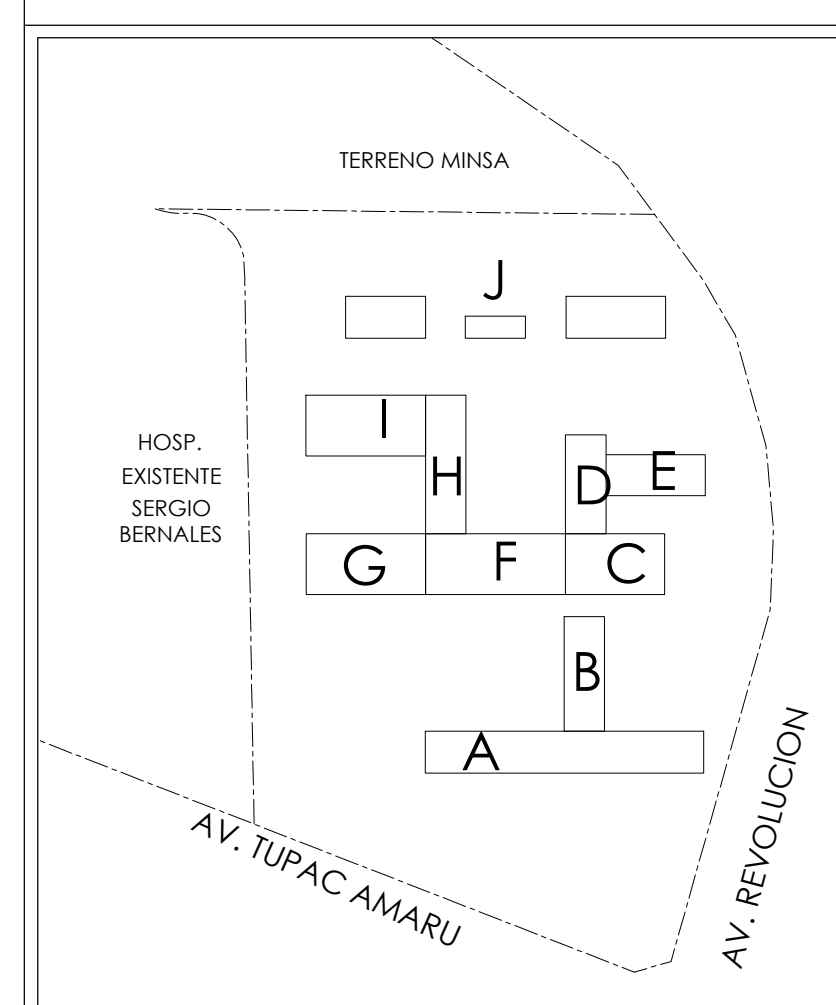 TERRENO MINSA
J
I
HOSP.
EXISTENTE
SERGIO
BERNALES
H
D
E
G
F
C
B
A
AV. TUPAC AMARU
AV. REVOLUCION